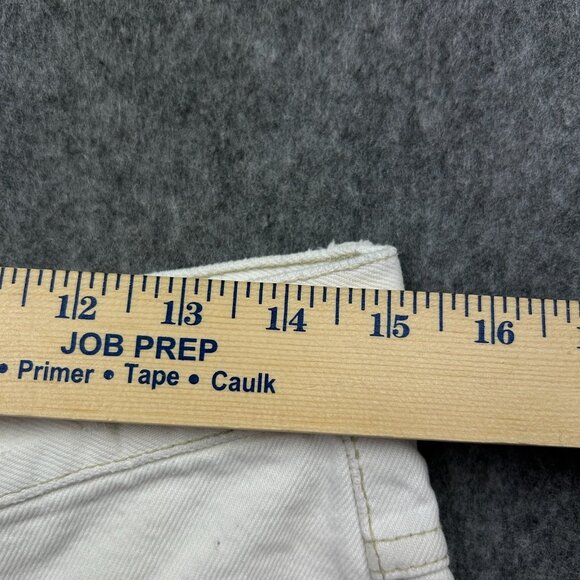 12 13 14 15 16
JOB PREP
• Primer • Tape • Caulk